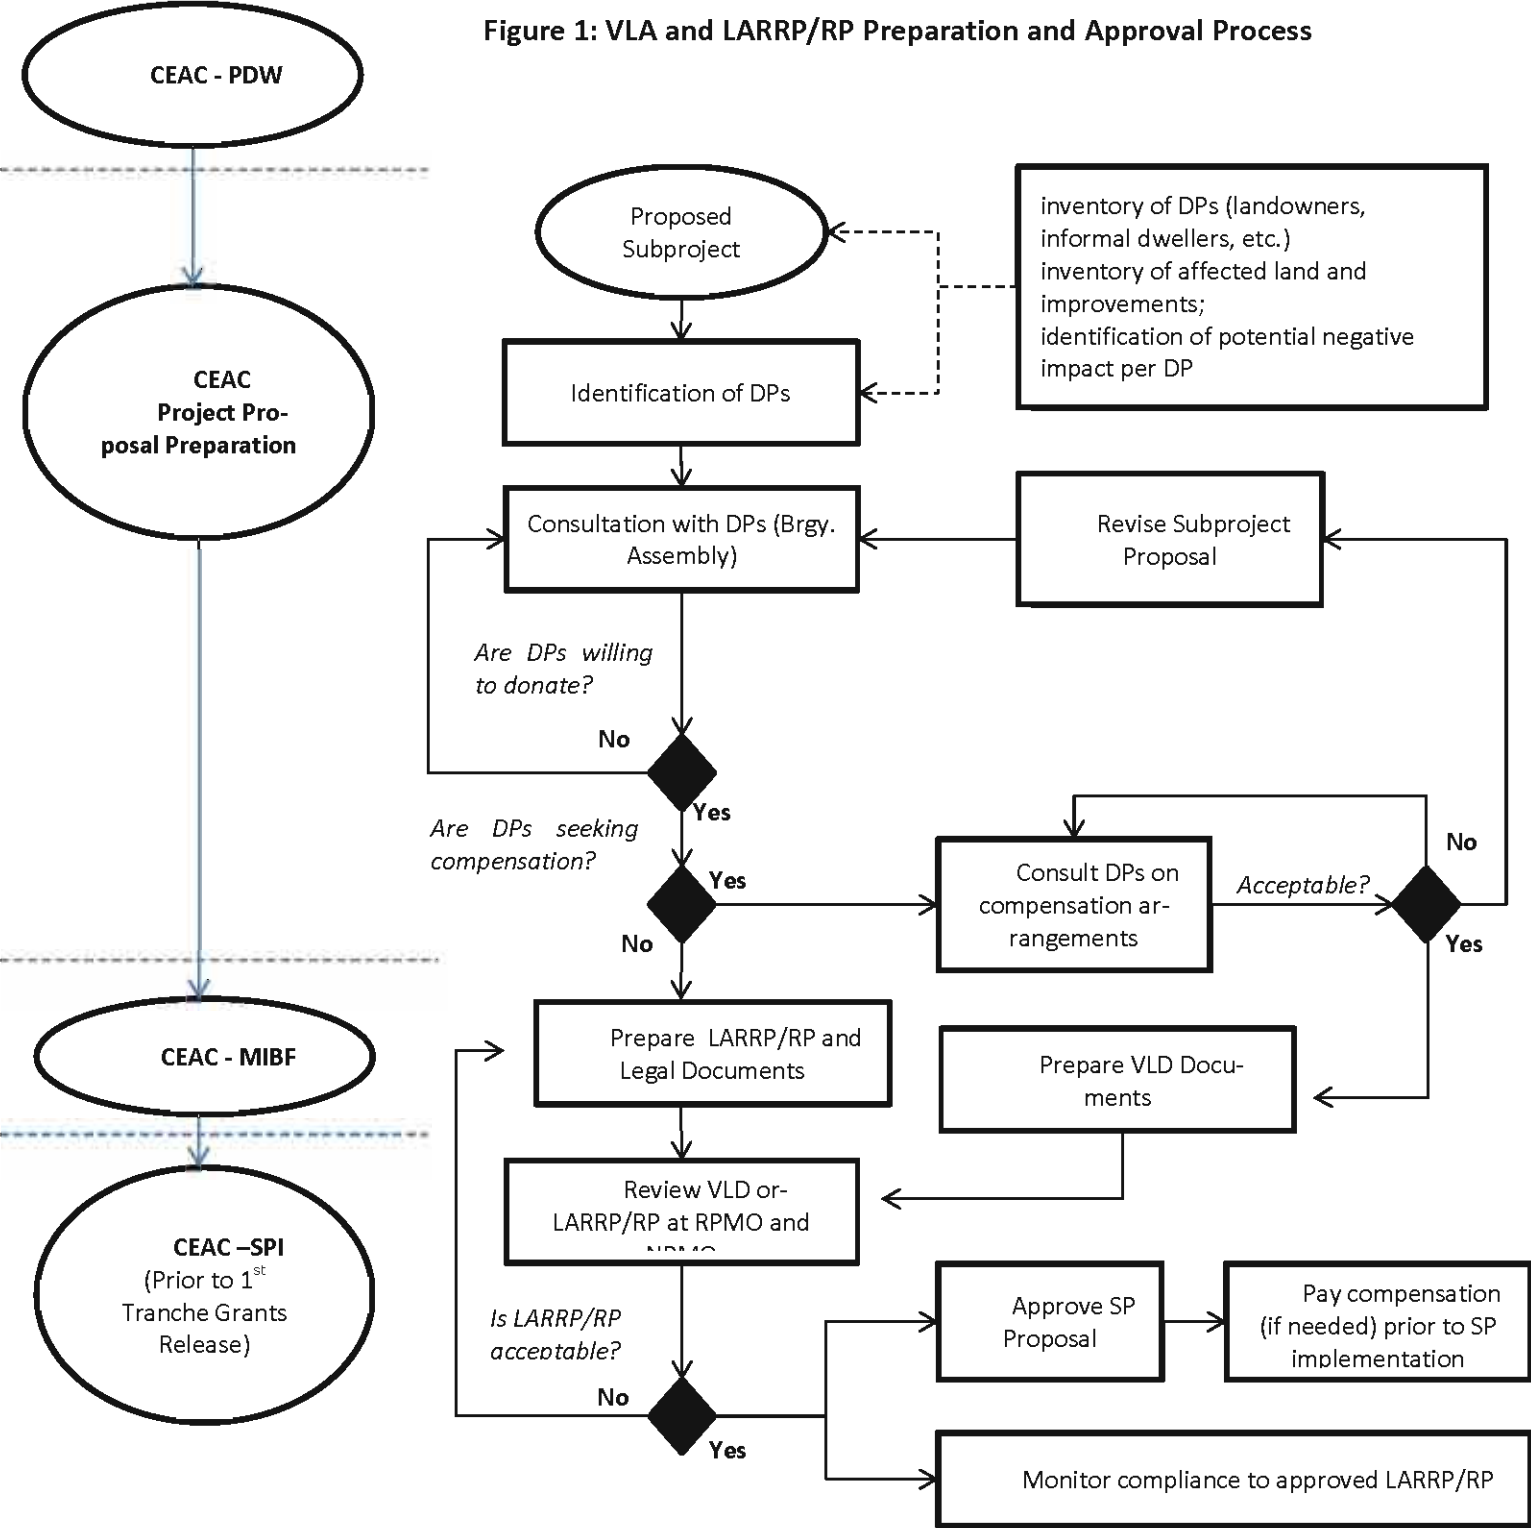 Figure 1: VLA and LARRP/RP Preparation and Approval Process
CEAC - PDW
CEAC
Project Pro-
posal Preparation
CEAC - MIBF
CEAC –SPI
(Prior to 1st
Tranche Grants
Release)
Proposed
Subproject
inventory of DPs (landowners,
informal dwellers, etc.)
inventory of affected land and
improvements;
identification of potential negative
impact per DP
Identification of DPs
Consultation with DPs (Brgy.
Assembly)
Revise Subproject
Proposal
Are DPs willing
to donate?
No
Yes
Are DPs seeking
compensation?
Yes
No
Consult DPs on
compensation ar-
rangements
Acceptable?
No
Yes
Prepare LARRP/RP and
Legal Documents
Prepare VLD Docu-
ments
Review VLD or-
LARRP/RP at RPMO and
NPMO
Is LARRP/RP
acceptable?
No
Yes
Approve SP
Proposal
Pay compensation
(if needed) prior to SP
implementation
Monitor compliance to approved LARRP/RP